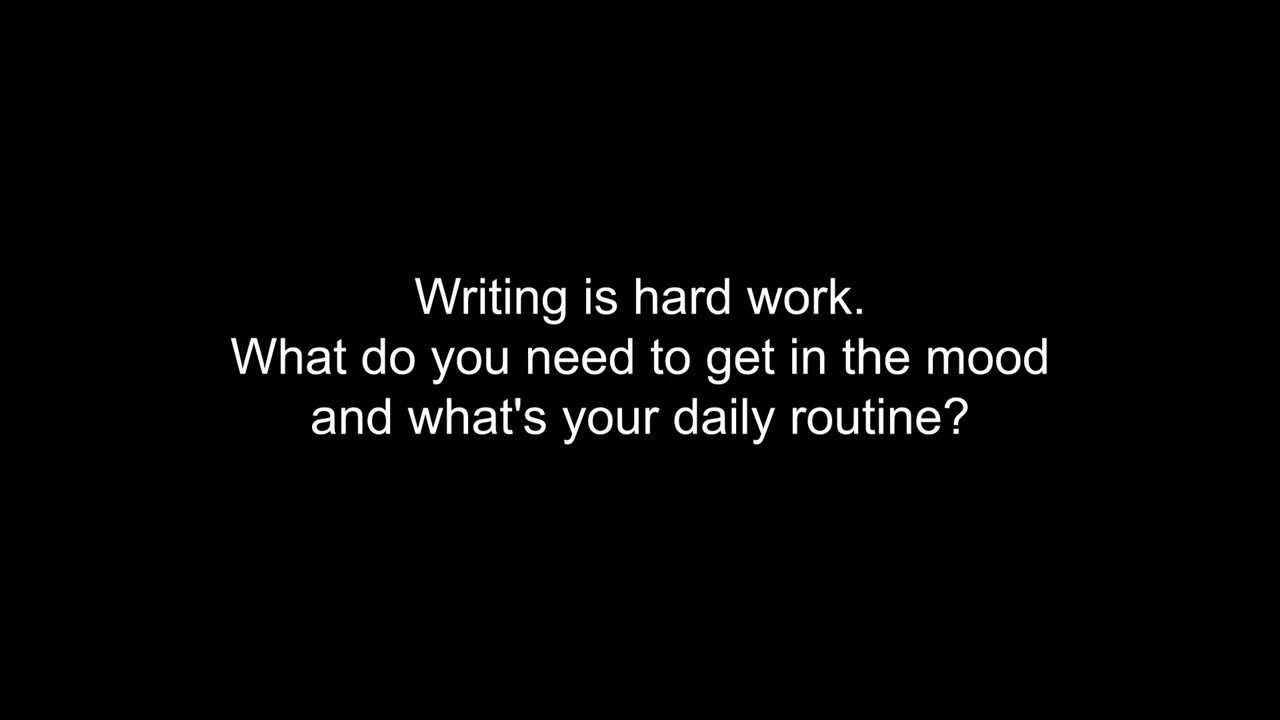 Writing is hard work.
What do you need to get in the mood
and what's your daily routine?